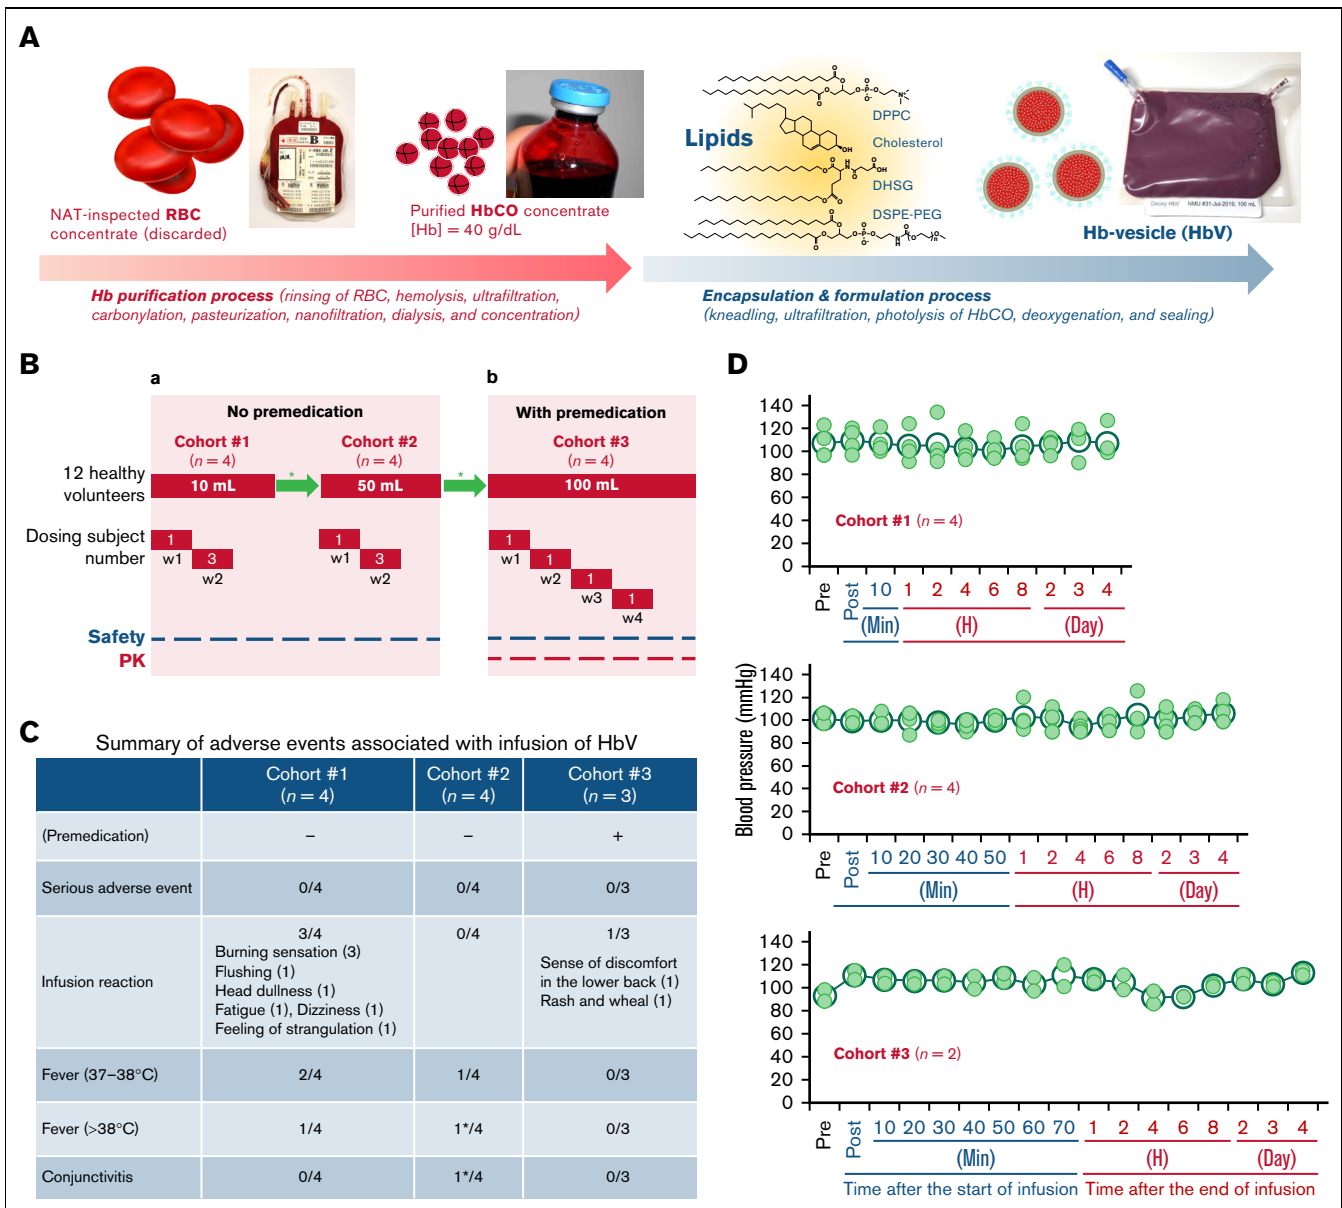 A
Lipids
DPPC
Cholesterol
DHSG
DSPE-PEG
NAT-inspected RBC
concentrate (discarded)
Purified HbCO concentrate
[Hb] = 40 g/dL
Deoxy HbV NMU #31-Jul-2019, 100 mL
Hb-vesicle (HbV)
Hb purification process (rinsing of RBC, hemolysis, ultrafiltration,
carbonylation, pasteurization, nanofiltration, dialysis, and concentration)
Encapsulation & formulation process
(kneadling, ultrafiltration, photolysis of HbCO, deoxygenation, and sealing)
B
a
b
No premedication
With premedication
Cohort #1
(n = 4)
Cohort #2
(n = 4)
Cohort #3
(n = 4)
12 healthy
volunteers
10 mL
*
50 mL
*
100 mL
Dosing subject
number
1
w1
3
w2
1
w1
3
w2
1
w1
1
w2
1
w3
1
w4
Safety
PK
C
Summary of adverse events associated with infusion of HbV
Cohort #1
(n = 4)
Cohort #2
(n = 4)
Cohort #3
(n = 3)
(Premedication) – – +
Serious adverse event 0/4 0/4 0/3
Infusion reaction
3/4
Burning sensation (3)
Flushing (1)
Head dullness (1)
Fatigue (1), Dizziness (1)
Feeling of strangulation (1)
0/4
1/3
Sense of discomfort
in the lower back (1)
Rash and wheal (1)
Fever (37–38°C) 2/4 1/4 0/3
Fever (>38°C) 1/4 1*/4 0/3
Conjunctivitis 0/4 1*/4 0/3
D
Blood pressure (mmHg)
140
120
100
80
60
40
20
0
Cohort #1 (n = 4)
Pre Post 10 1 2 4 6 8 2 3 4
(Min) (H) (Day)
140
120
100
80
60
40
20
0
Cohort #2 (n = 4)
Pre Post 10 20 30 40 50 1 2 4 6 8 2 3 4
(Min) (H) (Day)
140
120
100
80
60
40
20
0
Cohort #3 (n = 2)
Pre Post 10 20 30 40 50 60 70 1 2 4 6 8 2 3 4
(Min) (H) (Day)
Time after the start of infusion Time after the end of infusion